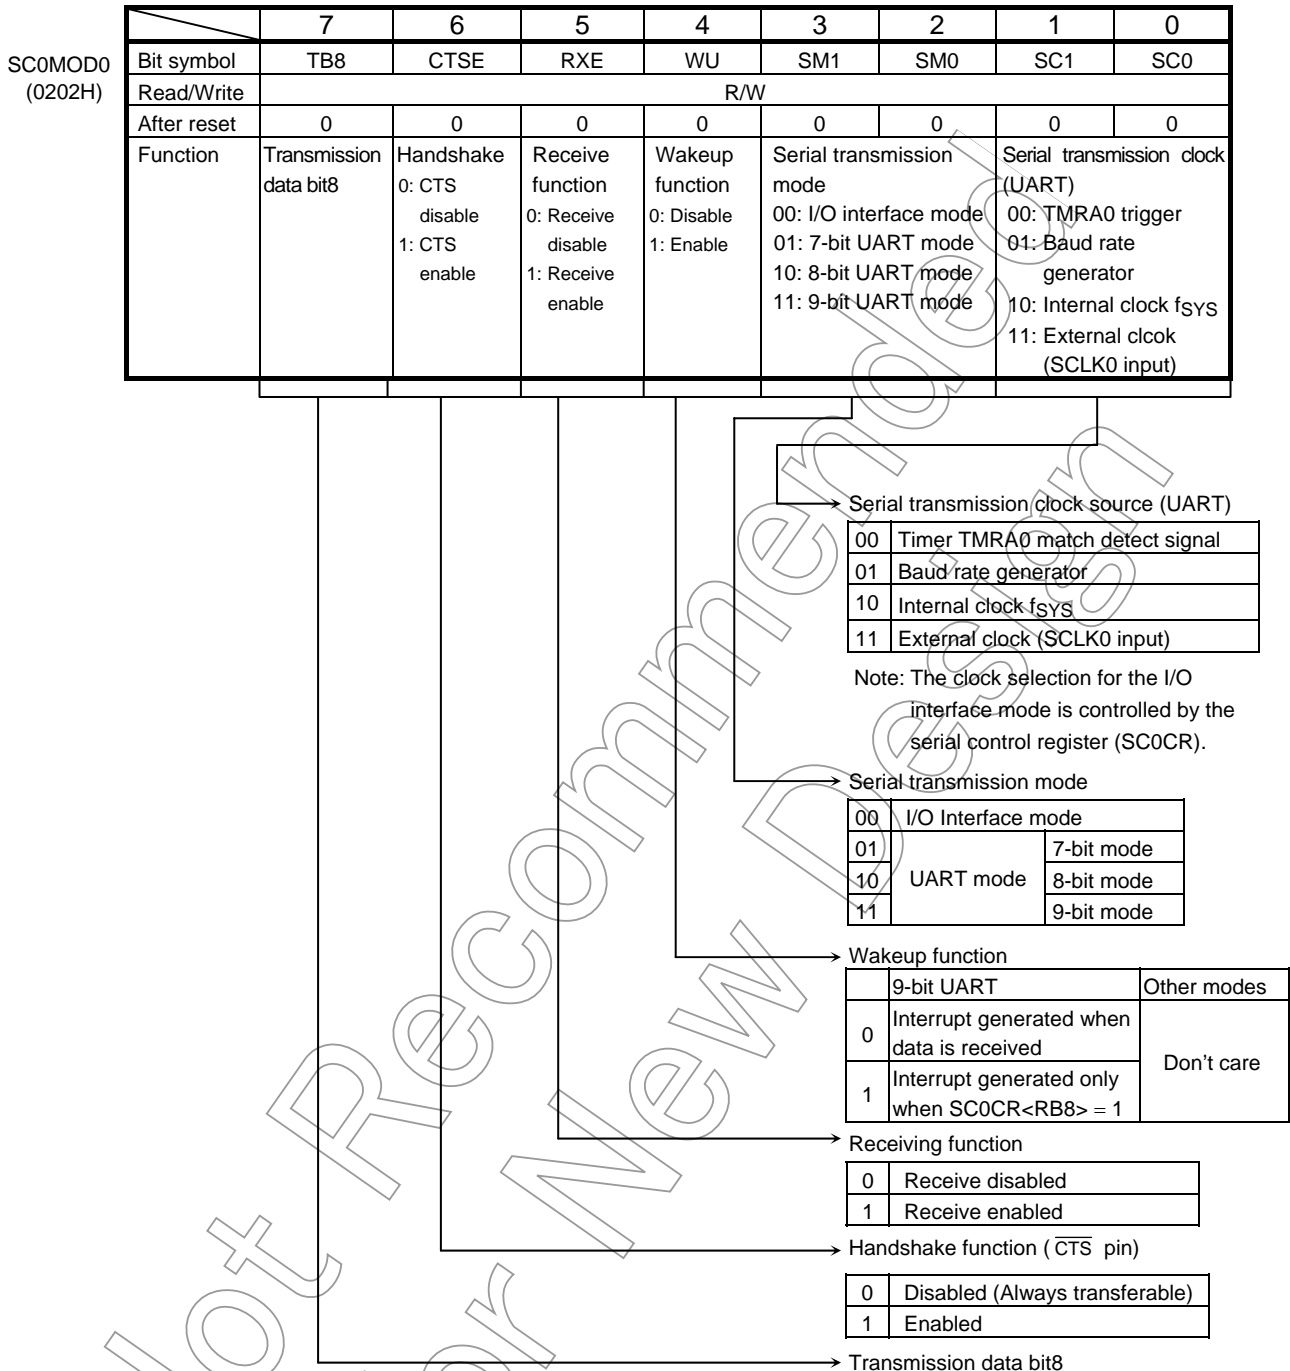 7 6 5 4 3 2 1 0
SC0MOD0
(0202H)
Bit symbol TB8 CTSE RXE WU SM1 SM0 SC1 SC0
Read/Write R/W
After reset 0 0 0 0 0 0 0 0
Function
Transmission
data bit8
Handshake
0: CTS
disable
1: CTS
enable
Receive
function
0: Receive
disable
1: Receive
enable
Wakeup
function
0: Disable
1: Enable
Serial transmission
mode
00: I/O interface mode
01: 7-bit UART mode
10: 8-bit UART mode
11: 9-bit UART mode
Serial transmission clock
(UART)
00: TMRA0 trigger
01: Baud rate
generator
10: Internal clock fSYS
11: External clcok
(SCLK0 input)
Serial transmission clock source (UART)
00 Timer TMRA0 match detect signal
01 Baud rate generator
10 Internal clock fSYS
11 External clock (SCLK0 input)
Note: The clock selection for the I/O
interface mode is controlled by the
serial control register (SC0CR).
Serial transmission mode
00 I/O Interface mode
01 7-bit mode
10 UART mode 8-bit mode
11 9-bit mode
Wakeup function
9-bit UART Other modes
0 Interrupt generated when
data is received
Don't care
1 Interrupt generated only
when SC0CR<RB8> = 1
Receiving function
0 Receive disabled
1 Receive enabled
Handshake function ( CTS pin)
0 Disabled (Always transferable)
1 Enabled
Transmission data bit8
Not Recommended
for New Design